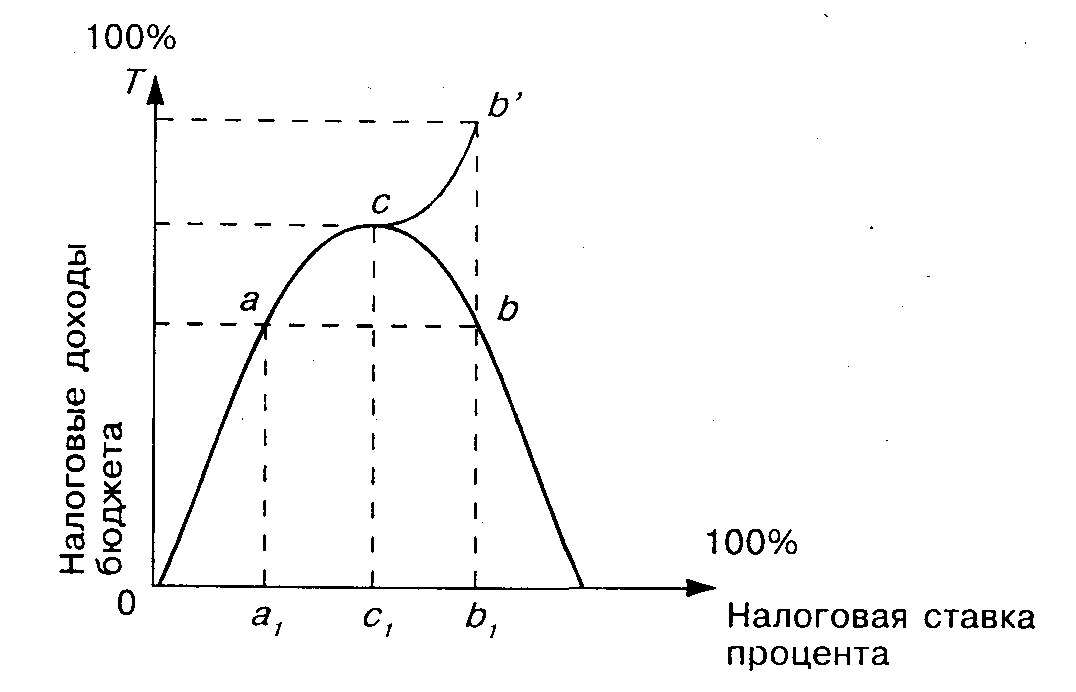 100%
T
b'
c
a
b
Налоговые доходы
бюджета
100%
0
a₁
c₁
b₁
Налоговая ставка
процента